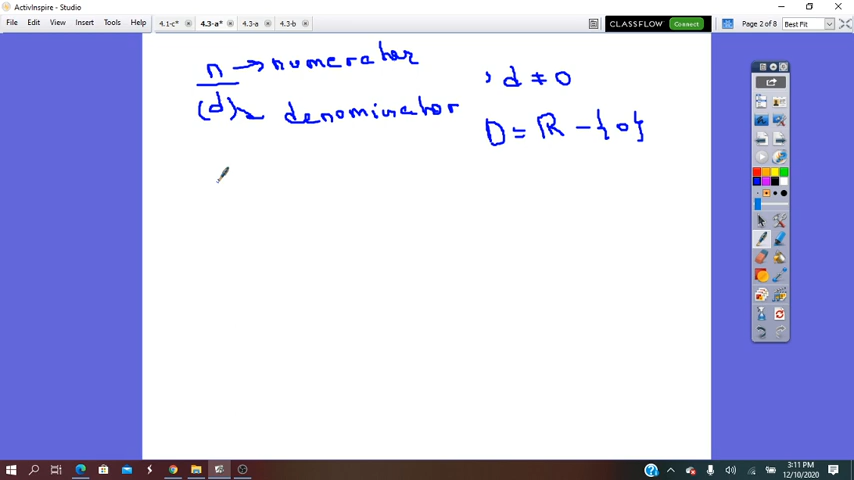 ActivInspire - Studio
File Edit View Insert Tools Help
4.1-c* 4.3-a* 4.3-a 4.3-b
CLASSFLOW Connect
Page 2 of 8 Best Fit
n → numerator , d ≠ 0
(d) → denominator D = ℝ - {0}
3:11 PM
12/10/2020